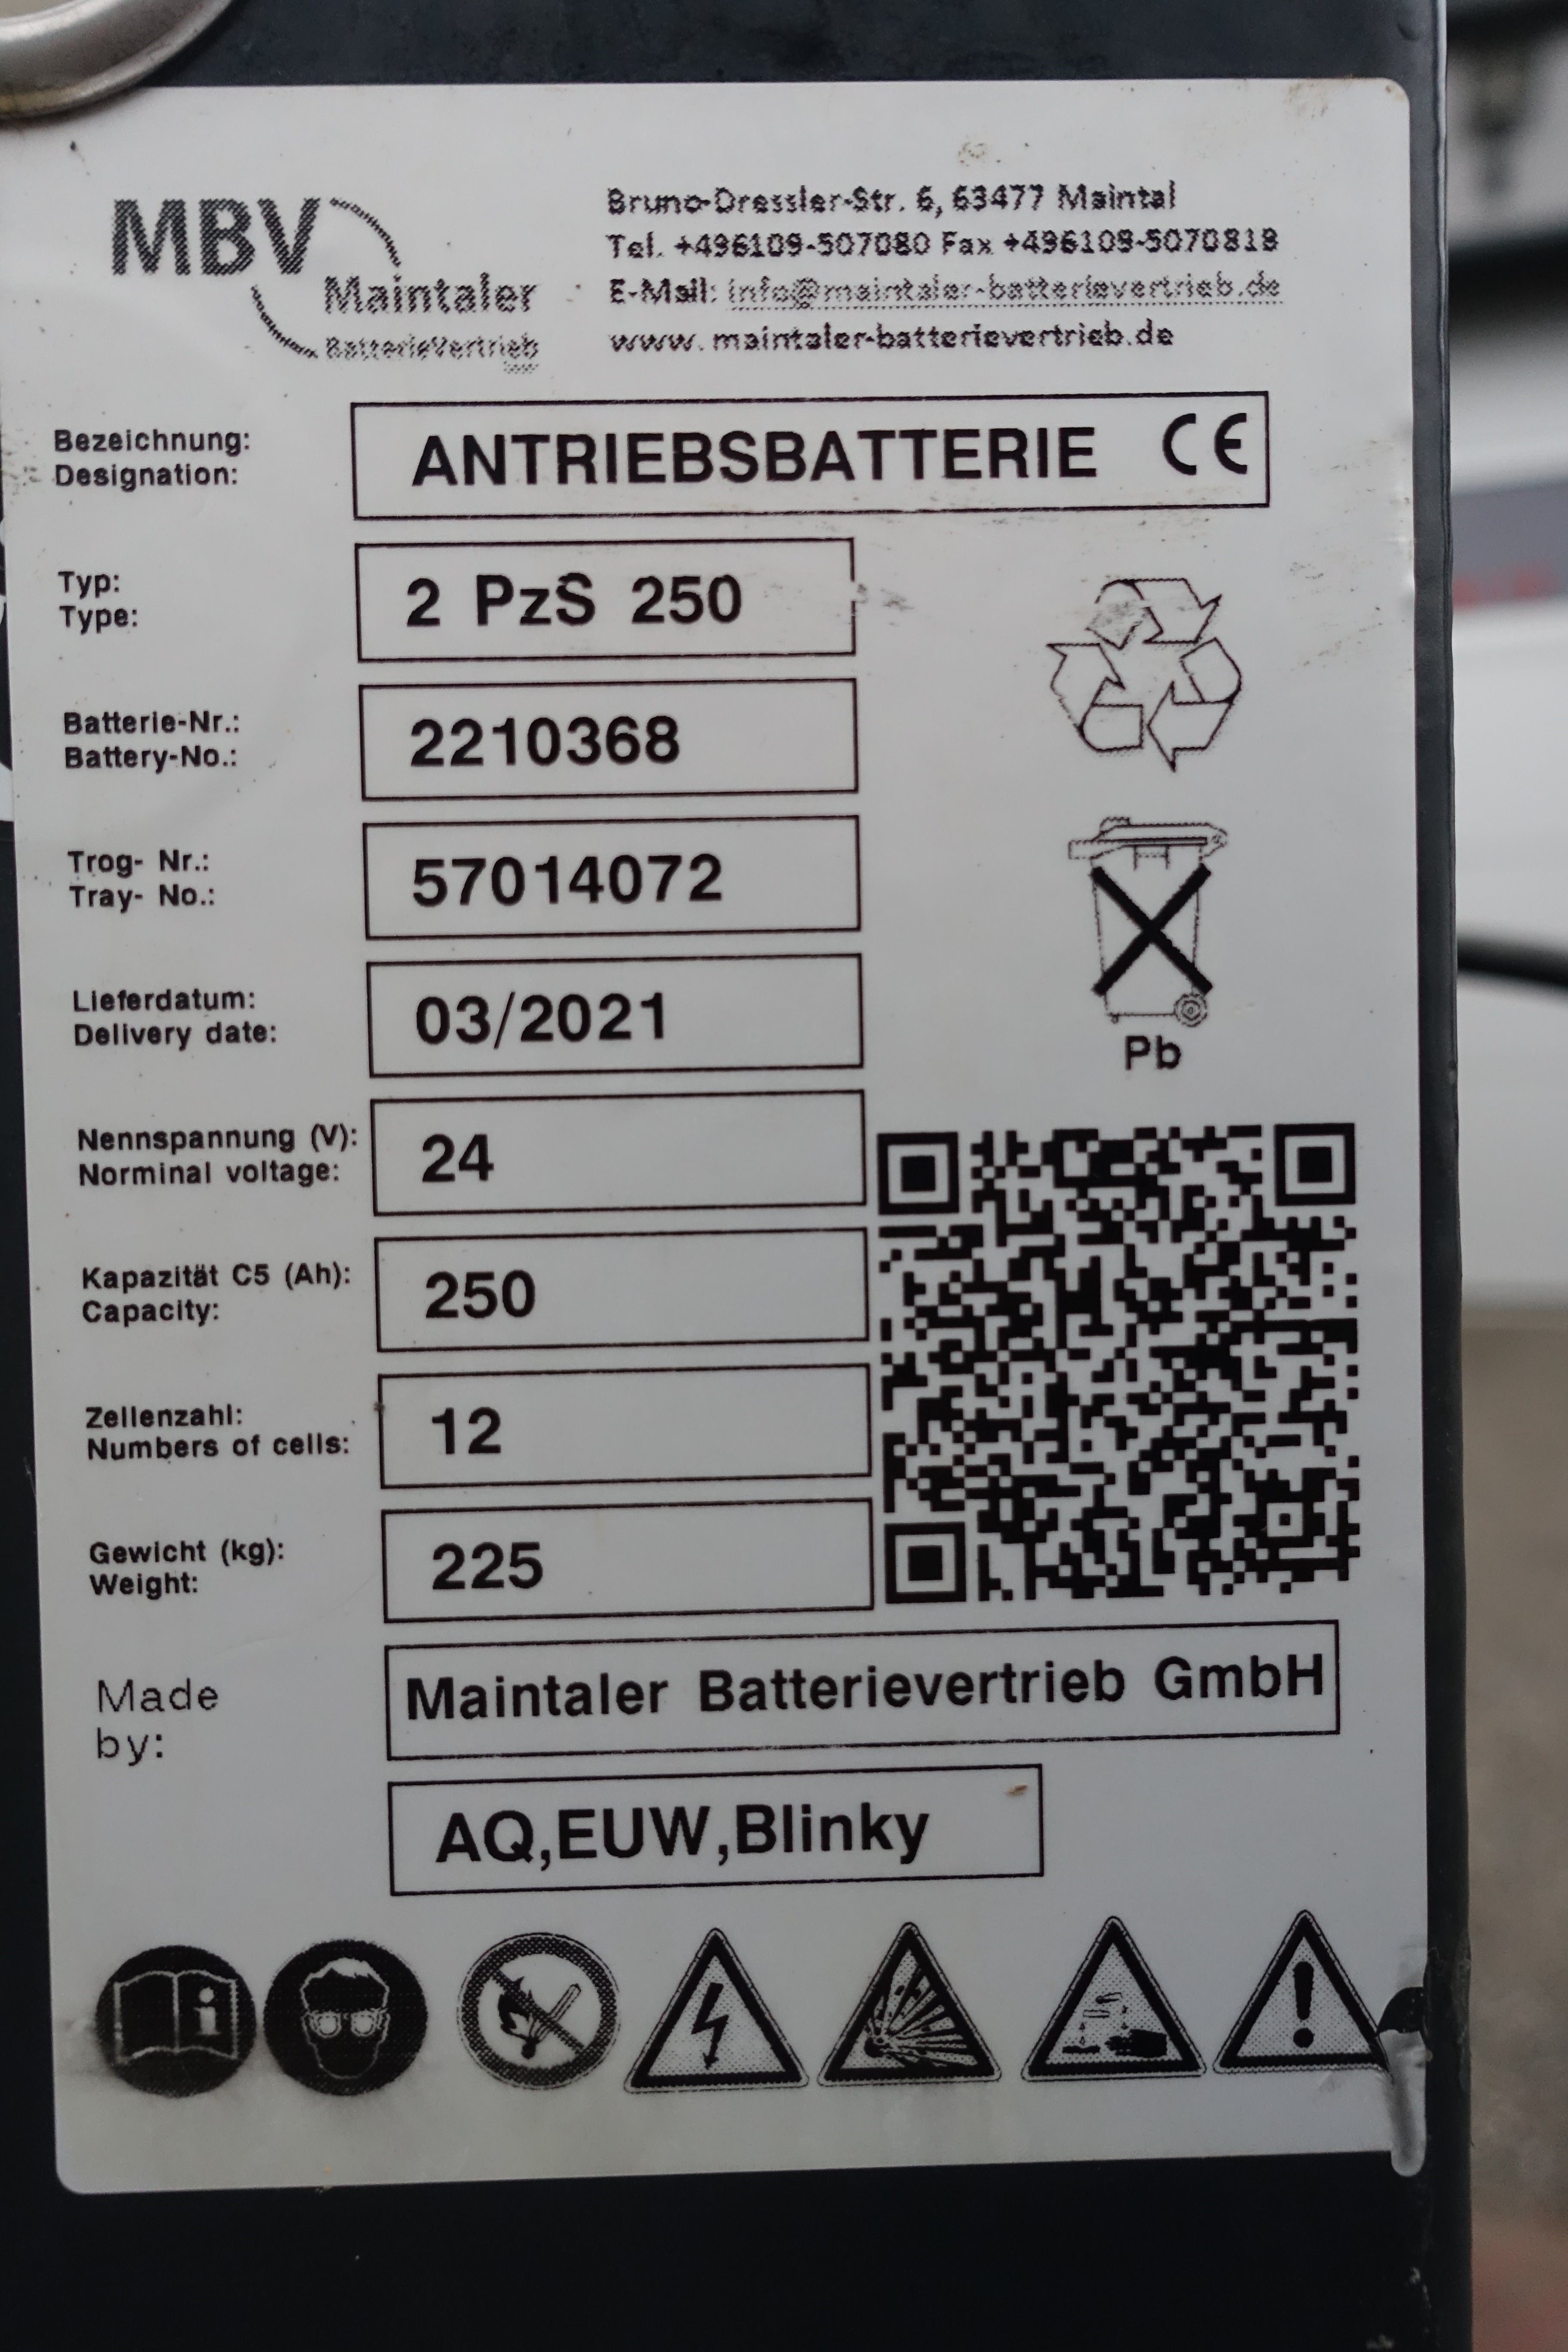 MBV
Maintaler
BatterieVertrieb
Bruno-Dressler-Str. 6, 63477 Maintal
Tel. +496109-507080 Fax +496109-5070819
E-Mail: info@maintaler-batterievertrieb.de
www. maintaler-batterievertrieb.de
Bezeichnung:
Designation:
ANTRIEBSBATTERIE CE
Typ:
Type:
2 PzS 250
Batterie-Nr.:
Battery-No.:
2210368
Trog- Nr.:
Tray- No.:
57014072
Lieferdatum:
Delivery date:
03/2021
Pb
Nennspannung (V):
Norminal voltage:
24
Kapazität C5 (Ah):
Capacity:
250
Zellenzahl:
Numbers of cells:
12
Gewicht (kg):
Weight:
225
Made
by:
Maintaler Batterievertrieb GmbH
AQ,EUW,Blinky